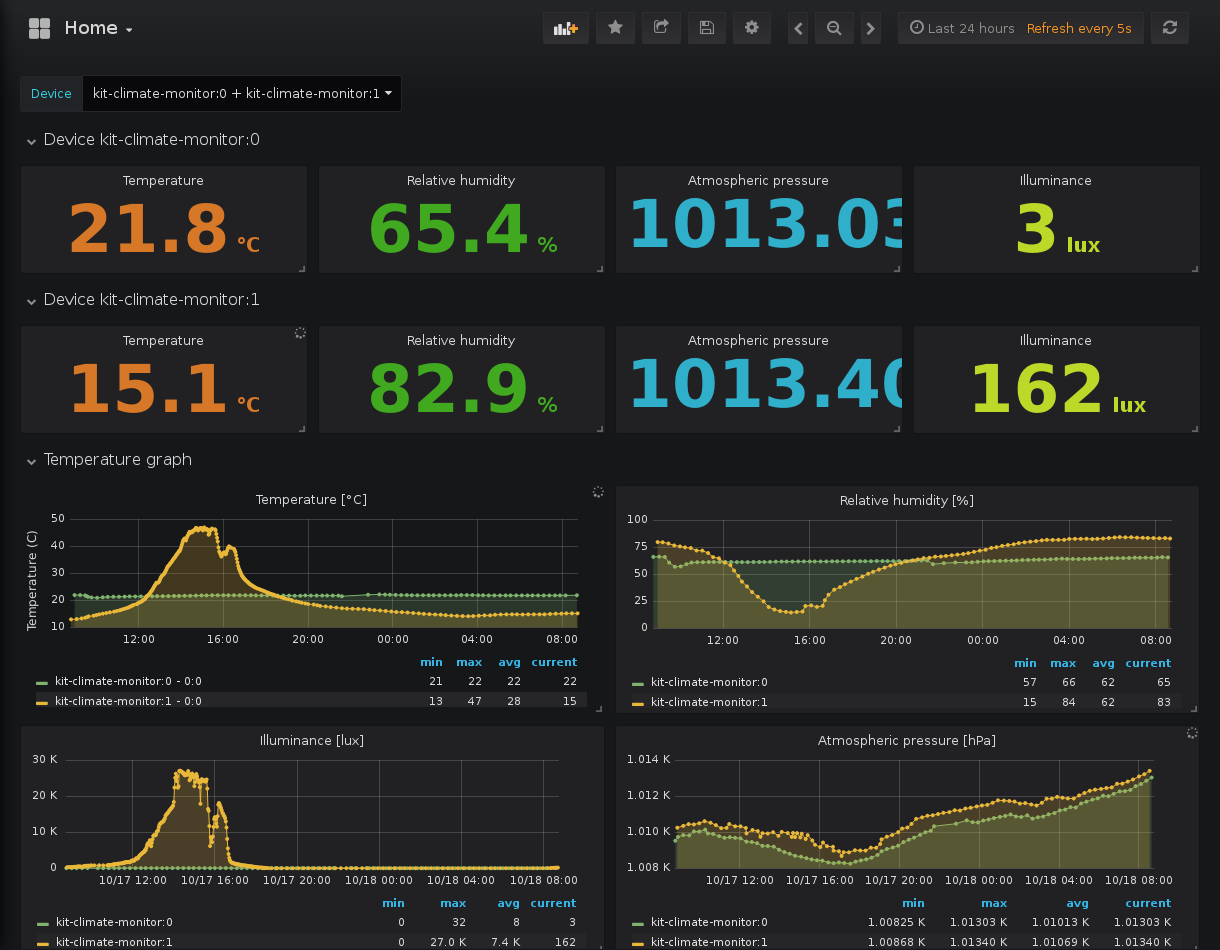 Home
Last 24 hours Refresh every 5s
Device kit-climate-monitor:0 + kit-climate-monitor:1
Device kit-climate-monitor:0
Temperature Relative humidity Atmospheric pressure Illuminance
21.8 °C 65.4 % 1013.03 3 lux
Device kit-climate-monitor:1
Temperature Relative humidity Atmospheric pressure Illuminance
15.1 °C 82.9 % 1013.40 162 lux
Temperature graph
Temperature [°C]
Temperature (C)
50
40
30
20
10
12:00 16:00 20:00 00:00 04:00 08:00
min max avg current
kit-climate-monitor:0 - 0:0 21 22 22 22
kit-climate-monitor:1 - 0:0 13 47 28 15
Relative humidity [%]
100
75
50
25
0
12:00 16:00 20:00 00:00 04:00 08:00
min max avg current
kit-climate-monitor:0 57 66 62 65
kit-climate-monitor:1 15 84 62 83
Illuminance [lux]
30 K
20 K
10 K
0
10/17 12:00 10/17 16:00 10/17 20:00 10/18 00:00 10/18 04:00 10/18 08:00
min max avg current
kit-climate-monitor:0 0 32 8 3
kit-climate-monitor:1 0 27.0 K 7.4 K 162
Atmospheric pressure [hPa]
1.014 K
1.012 K
1.010 K
1.008 K
10/17 12:00 10/17 16:00 10/17 20:00 10/18 00:00 10/18 04:00 10/18 08:00
min max avg current
kit-climate-monitor:0 1.00825 K 1.01303 K 1.01013 K 1.01303 K
kit-climate-monitor:1 1.00868 K 1.01340 K 1.01069 K 1.01340 K